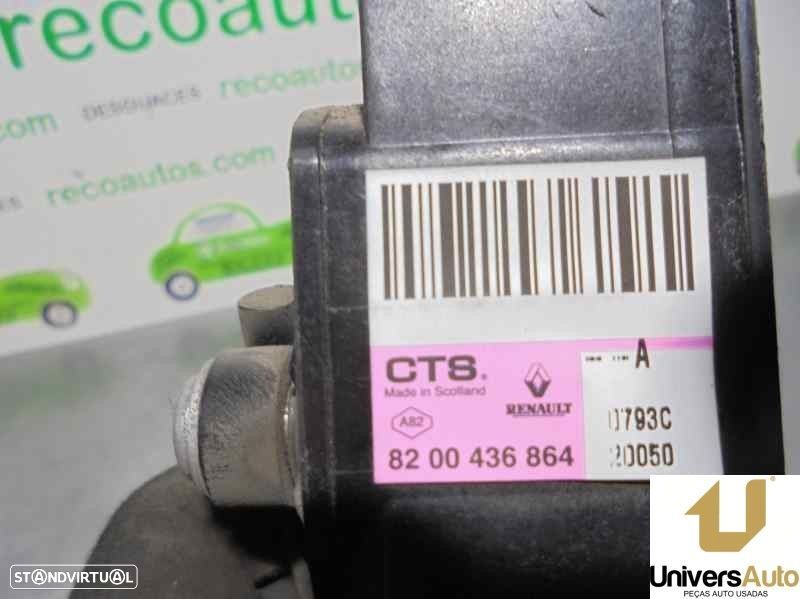 recoautos
DESGUACES
recoautos
.com
recoautos.com
A
CTS.
Made in Scotland
A82
RENAULT
0793C
82 00 436 864
20050
UniversAuto
PEÇAS AUTO USADAS
STANDVIRTUAL